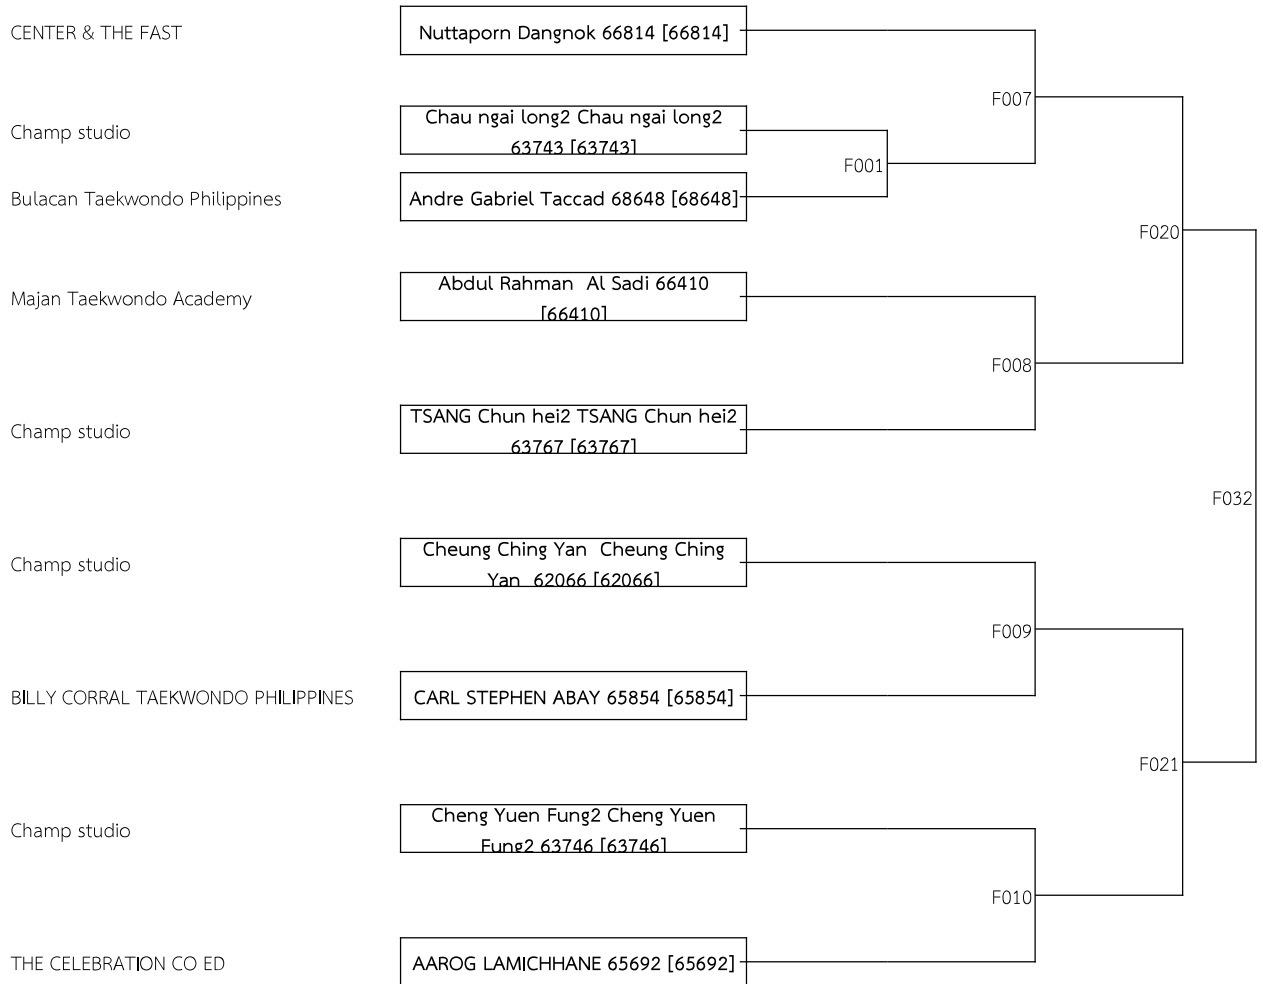 CENTER & THE FAST
Nuttaporn Dangnok 66814 [66814]
F007
Champ studio
Chau ngai long2 Chau ngai long2
63743 [63743]
F001
Bulacan Taekwondo Philippines
Andre Gabriel Taccad 68648 [68648]
F020
Majan Taekwondo Academy
Abdul Rahman  Al Sadi 66410
[66410]
F008
Champ studio
TSANG Chun hei2 TSANG Chun hei2
63767 [63767]
F032
Champ studio
Cheung Ching Yan  Cheung Ching
Yan  62066 [62066]
F009
BILLY CORRAL TAEKWONDO PHILIPPINES
CARL STEPHEN ABAY 65854 [65854]
F021
Champ studio
Cheng Yuen Fung2 Cheng Yuen
Fung2 63746 [63746]
F010
THE CELEBRATION CO ED
AAROG LAMICHHANE 65692 [65692]